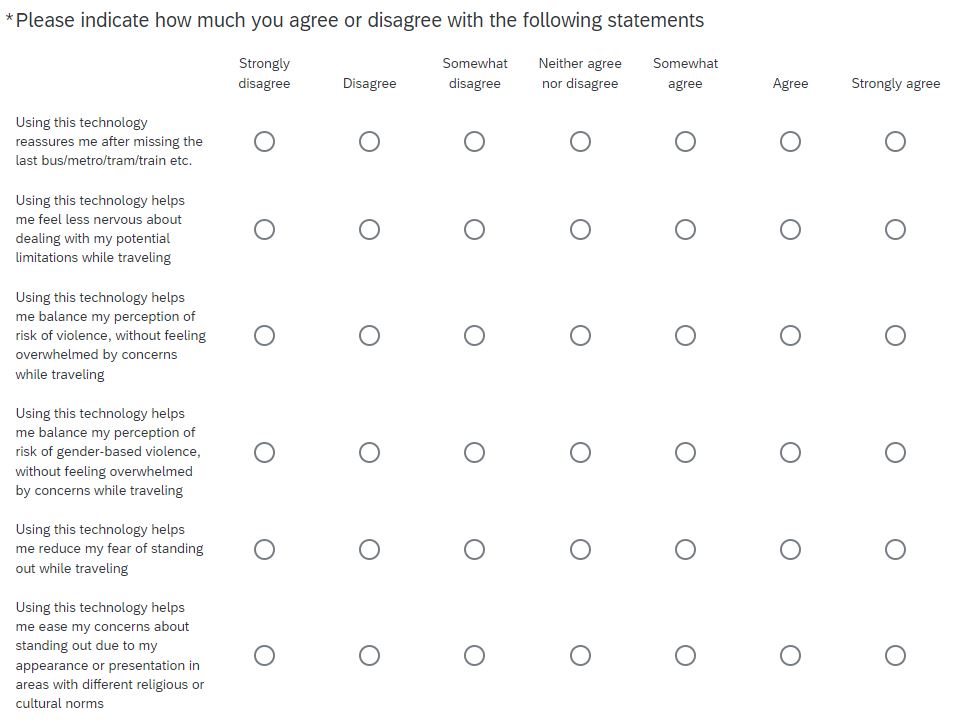 *Please indicate how much you agree or disagree with the following statements
Strongly disagree
Disagree
Somewhat disagree
Neither agree nor disagree
Somewhat agree
Agree
Strongly agree
Using this technology
reassures me after missing the
last bus/metro/tram/train etc.
Using this technology helps
me feel less nervous about
dealing with my potential
limitations while traveling
Using this technology helps
me balance my perception of
risk of violence, without feeling
overwhelmed by concerns
while traveling
Using this technology helps
me balance my perception of
risk of gender-based violence,
without feeling overwhelmed
by concerns while traveling
Using this technology helps
me reduce my fear of standing
out while traveling
Using this technology helps
me ease my concerns about
standing out due to my
appearance or presentation in
areas with different religious or
cultural norms